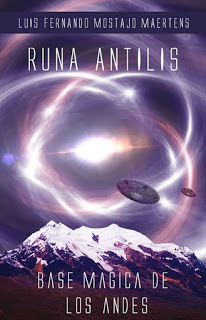 LUIS FERNANDO MOSTAJO MAERTENS
RUNA ANTILIS
BASE MAGICA DE
LOS ANDES